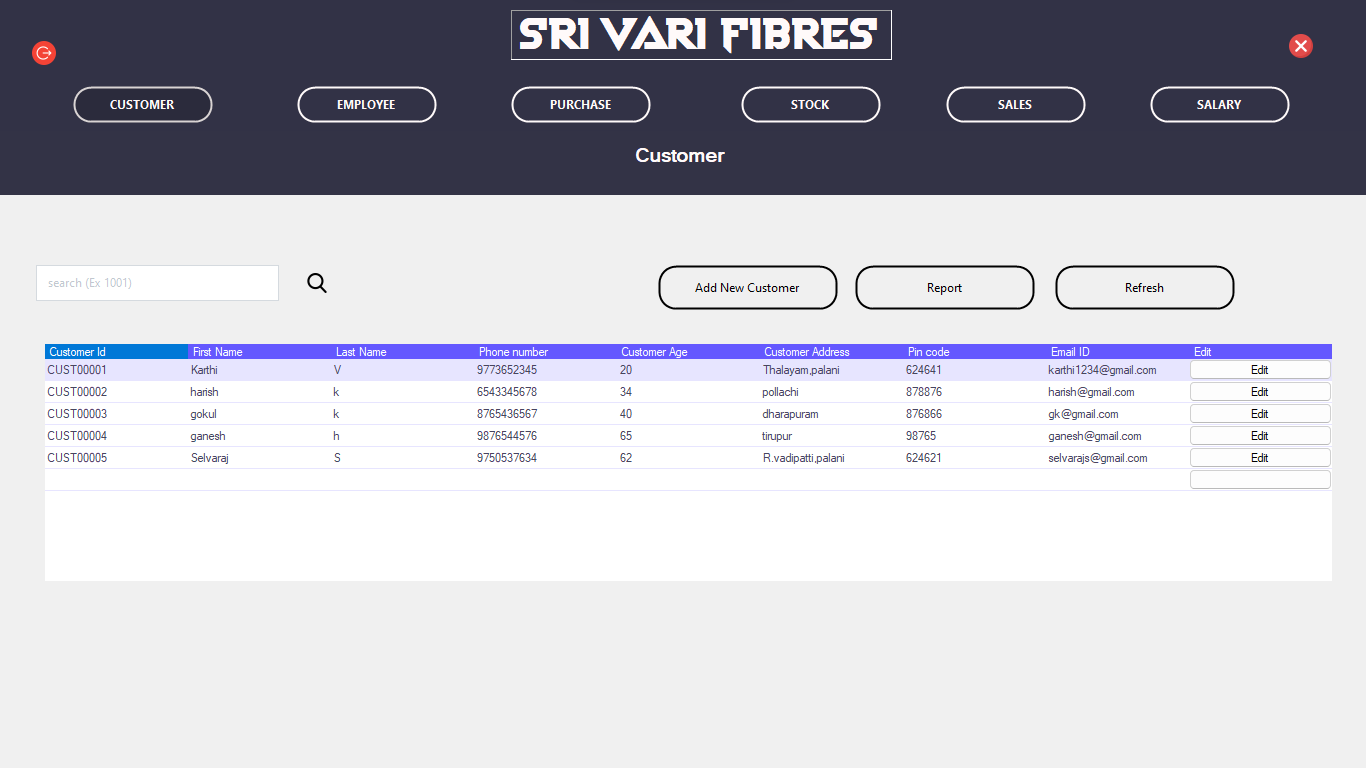 SRI VARI FIBRES
CUSTOMER EMPLOYEE PURCHASE STOCK SALES SALARY
Customer
search (Ex 1001) Add New Customer Report Refresh
Customer Id First Name Last Name Phone number Customer Age Customer Address Pin code Email ID Edit
CUST00001 Karthi V 9773652345 20 Thalayam,palani 624641 karthi1234@gmail.com Edit
CUST00002 harish k 6543345678 34 pollachi 878876 harish@gmail.com Edit
CUST00003 gokul k 8765436567 40 dharapuram 876866 gk@gmail.com Edit
CUST00004 ganesh h 9876544576 65 tirupur 98765 ganesh@gmail.com Edit
CUST00005 Selvaraj S 9750537634 62 R.vadipatti,palani 624621 selvarajs@gmail.com Edit